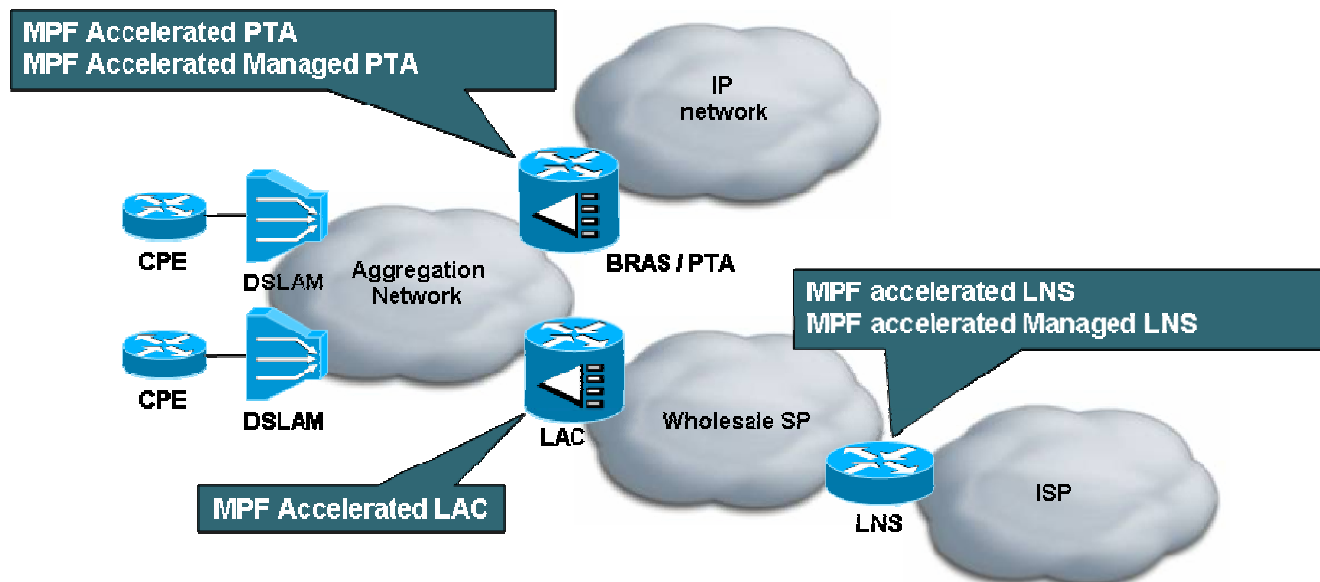 MPF Accelerated PTA
MPF Accelerated Managed PTA
IP
network
CPE
DSLAM
Aggregation
Network
BRAS / PTA
MPF accelerated LNS
MPF accelerated Managed LNS
CPE
DSLAM
LAC
Wholesale SP
MPF Accelerated LAC
LNS
ISP